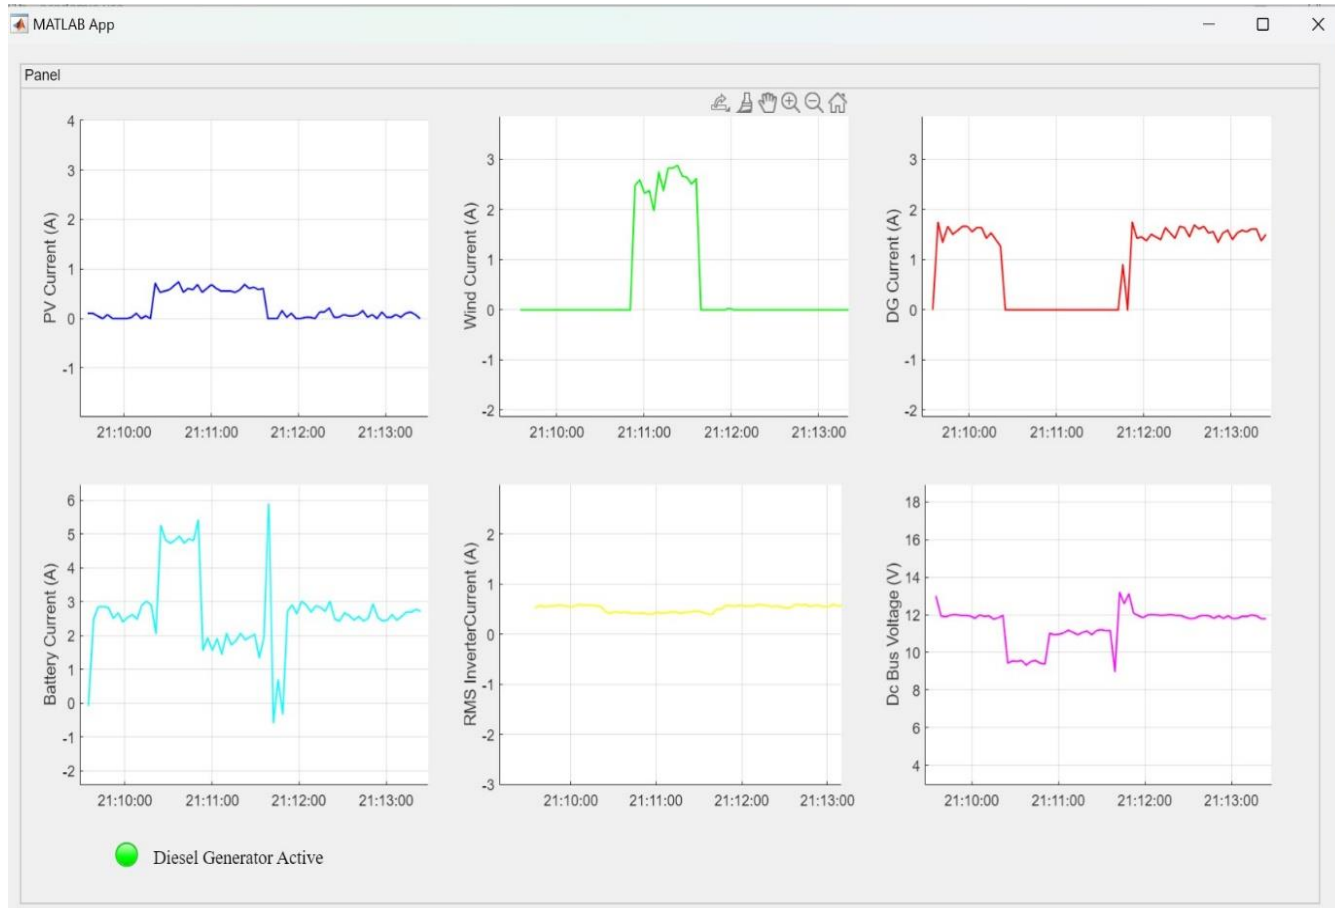 MATLAB App
Panel
4
3
2
1
0
-1
PV Current (A)
21:10:00 21:11:00 21:12:00 21:13:00
3
2
1
0
-1
-2
Wind Current (A)
21:10:00 21:11:00 21:12:00 21:13:00
3
2
1
0
-1
-2
DG Current (A)
21:10:00 21:11:00 21:12:00 21:13:00
6
5
4
3
2
1
0
-1
-2
Battery Current (A)
21:10:00 21:11:00 21:12:00 21:13:00
2
1
0
-1
-2
-3
RMS InverterCurrent (A)
21:10:00 21:11:00 21:12:00 21:13:00
18
16
14
12
10
8
6
4
Dc Bus Voltage (V)
21:10:00 21:11:00 21:12:00 21:13:00
Diesel Generator Active